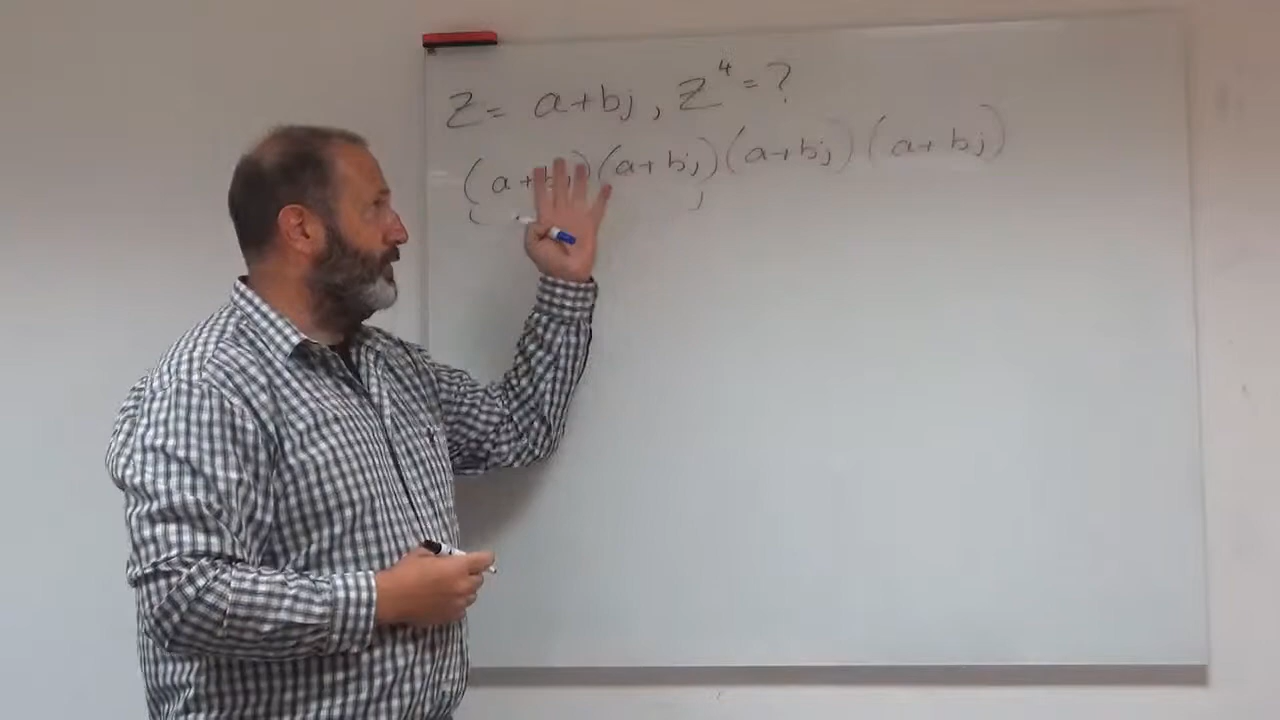 Z = a+bj, Z⁴ = ?
(a+bj)(a+bj)(a+bj)(a+bj)